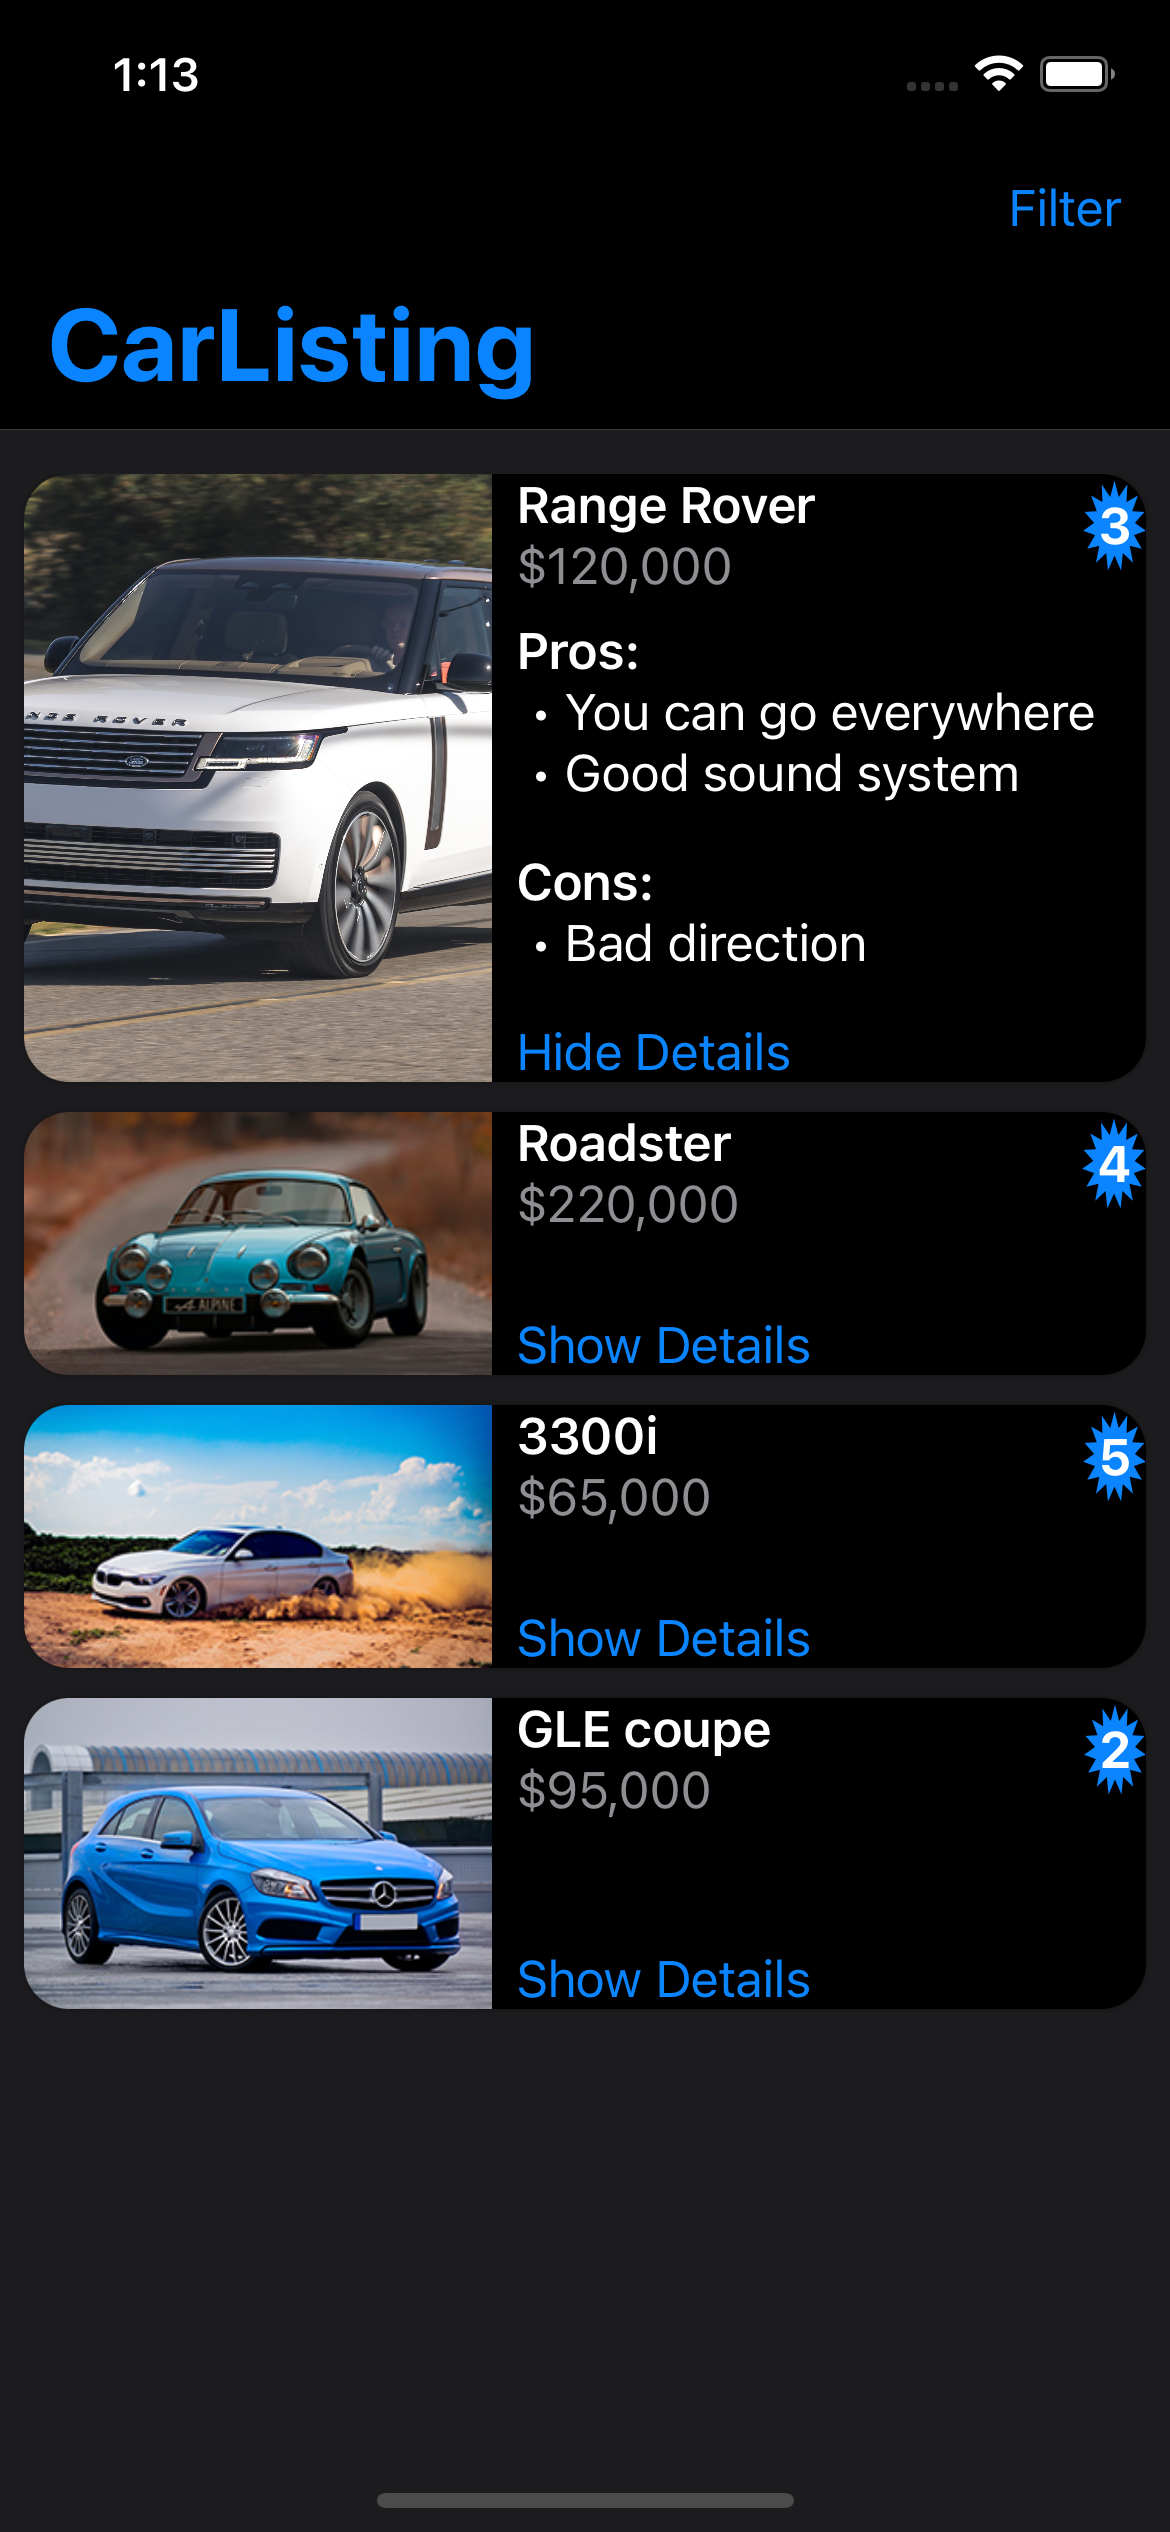 1:13
Filter
CarListing
Range Rover
3
$120,000
Pros:
• You can go everywhere
• Good sound system
Cons:
• Bad direction
Hide Details
Roadster
4
$220,000
Show Details
ALPINE
3300i
5
$65,000
Show Details
GLE coupe
2
$95,000
Show Details